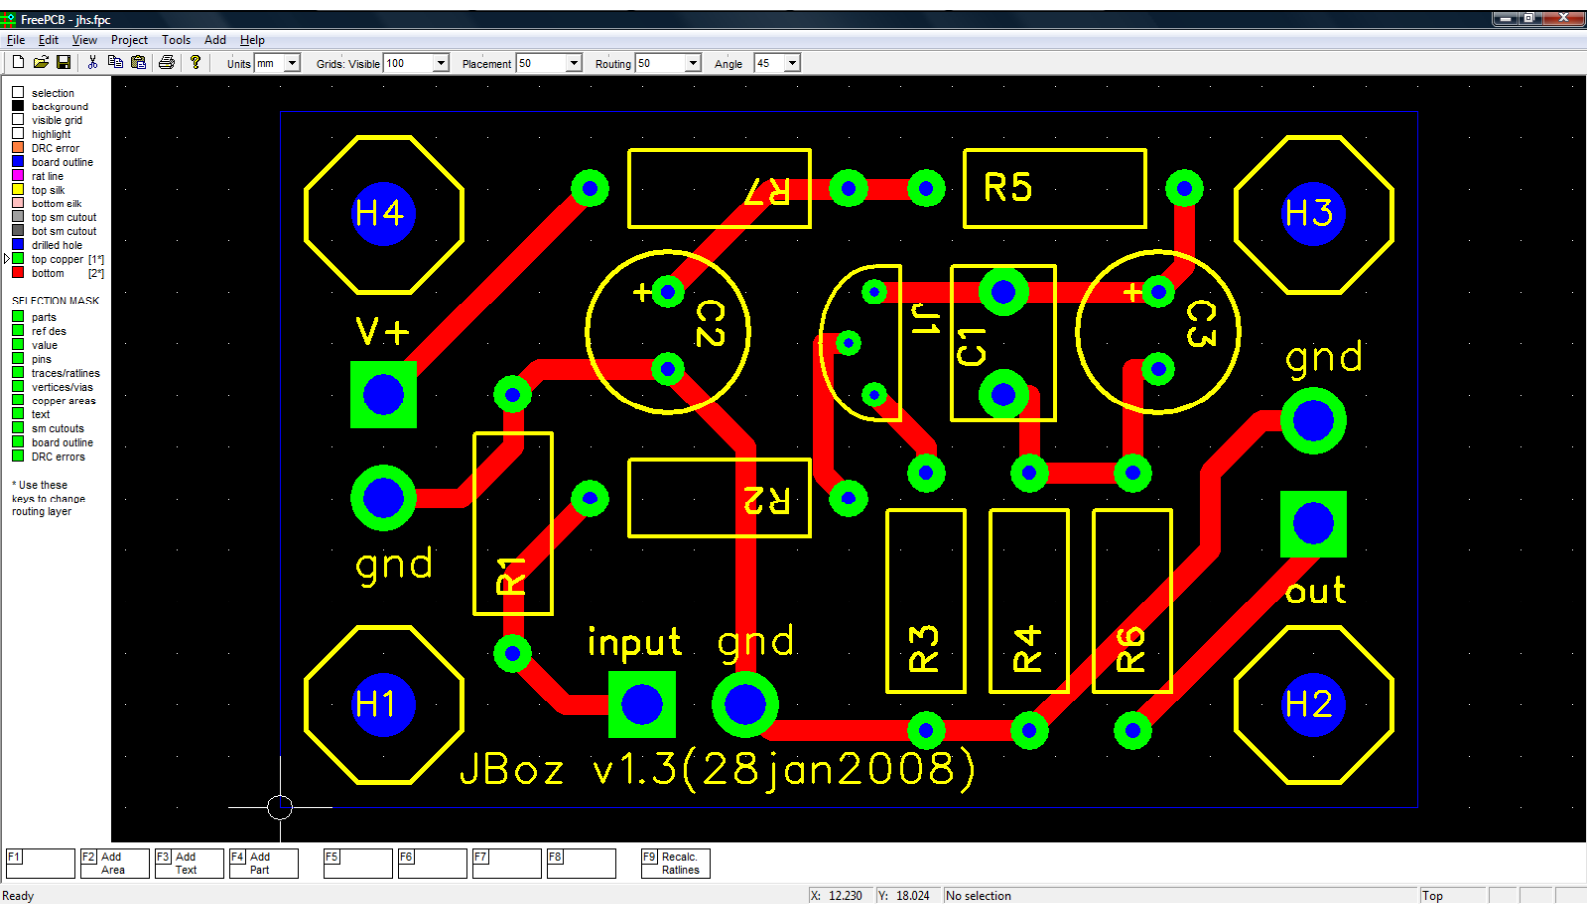 FreePCB - jhs.fpc
File Edit View Project Tools Add Help
Units mm Grids: Visible 100 Placement 50 Routing 50 Angle 45
selection
background
visible grid
highlight
DRC error
board outline
rat line
top silk
bottom silk
top sm cutout
bot sm cutout
drilled hole
top copper [1*]
bottom [2*]
SELECTION MASK
parts
ref des
value
pins
traces/ratlines
vertices/vias
copper areas
text
sm cutouts
board outline
DRC errors
* Use these
keys to change
routing layer
H4 R7 R5 H3
+ C2 J1 C1 + C3
V+
gnd
R2
gnd
R1
out
input gnd
R3 R4 R6
H1 H2
JBoz v1.3(28jan2008)
F1 F2 Add Area F3 Add Text F4 Add Part F5 F6 F7 F8 F9 Recalc. Ratlines
Ready X: 12.230 Y: 18.024 No selection Top